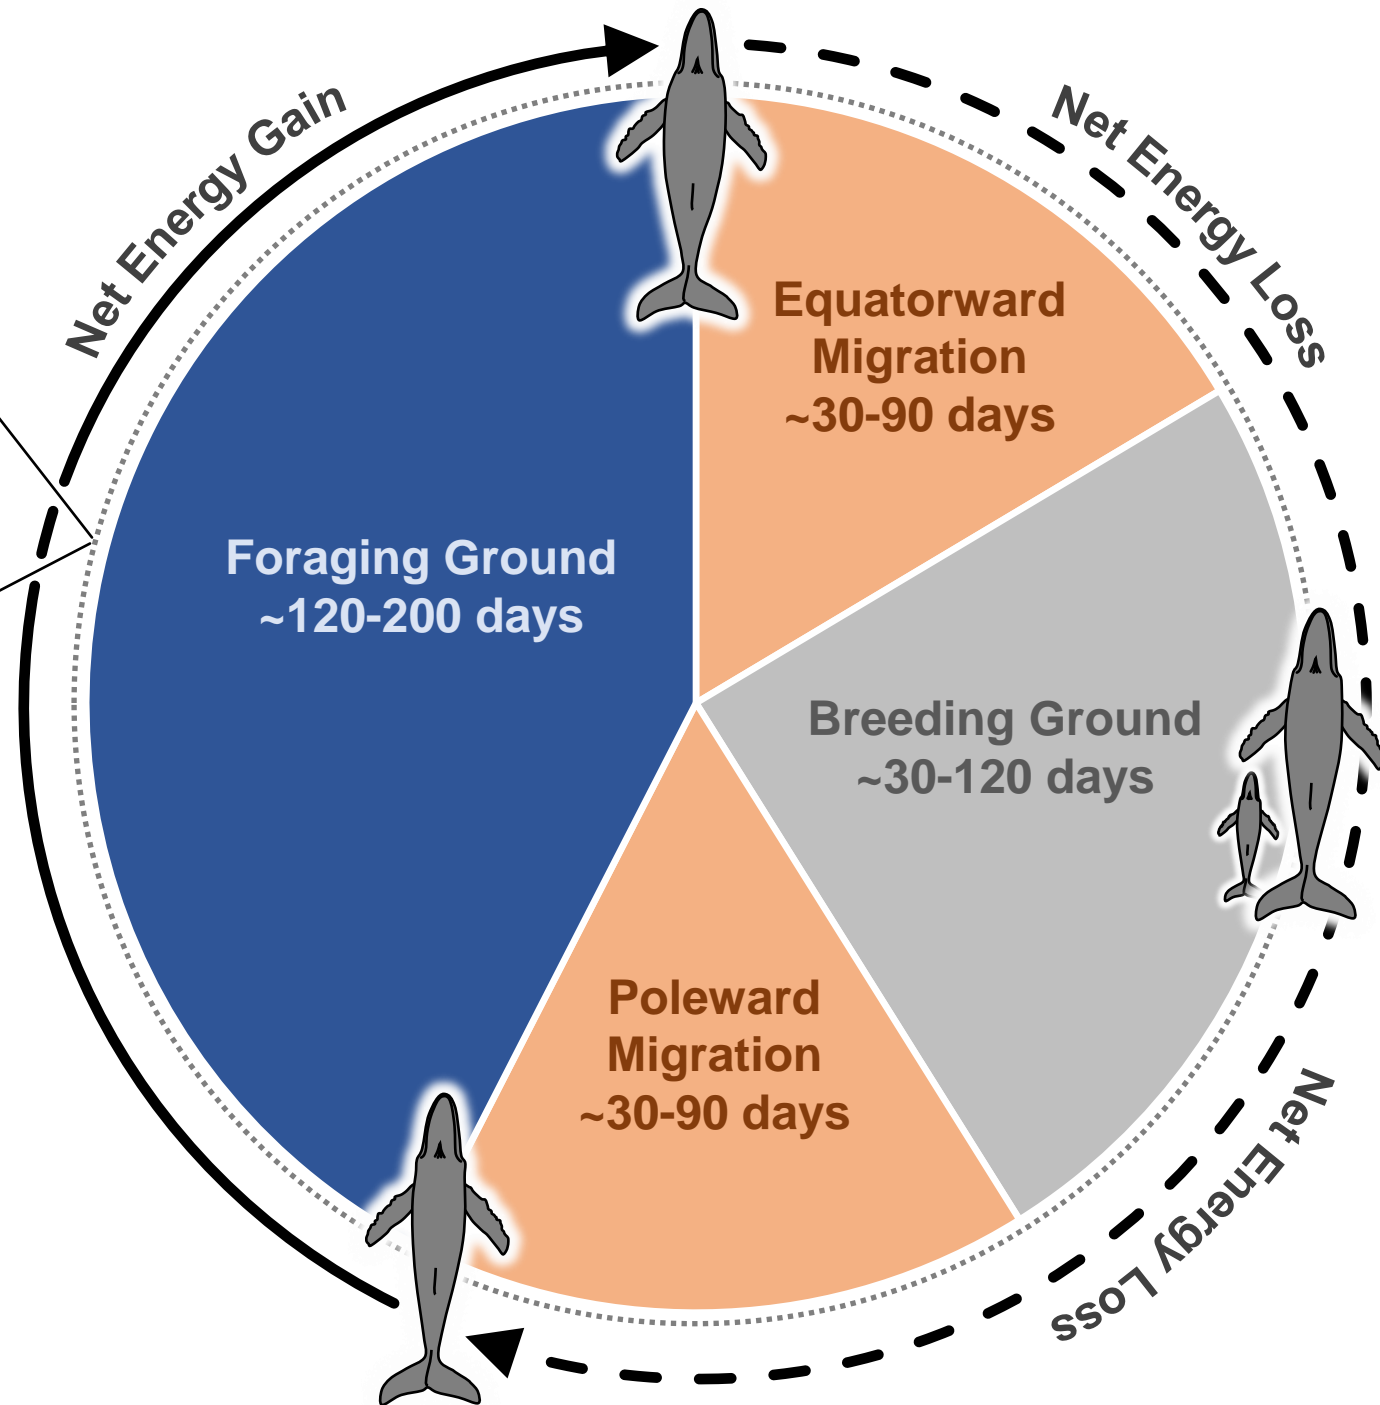 Net Energy Gain
Net Energy Loss
Equatorward
Migration
~30-90 days
Foraging Ground
~120-200 days
Breeding Ground
~30-120 days
Poleward
Migration
~30-90 days
Net Energy Loss